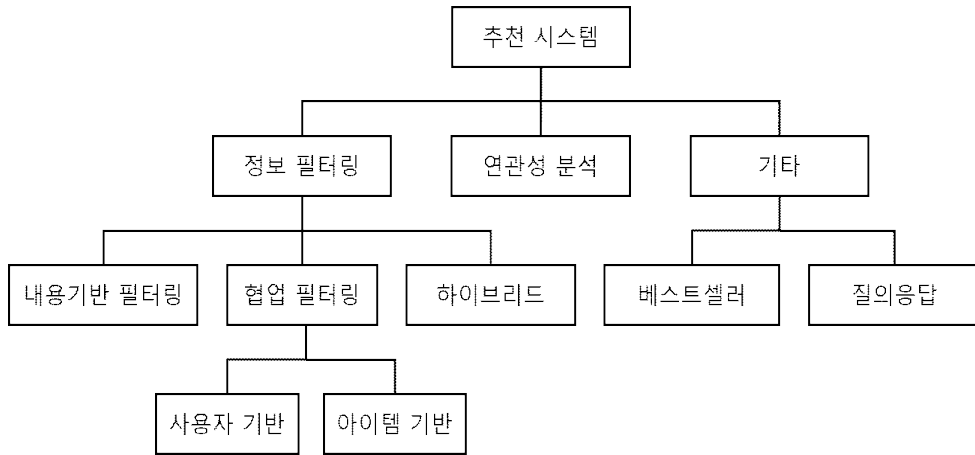 추천 시스템
정보 필터링
연관성 분석
기타
내용기반 필터링
협업 필터링
하이브리드
베스트셀러
질의응답
사용자 기반
아이템 기반